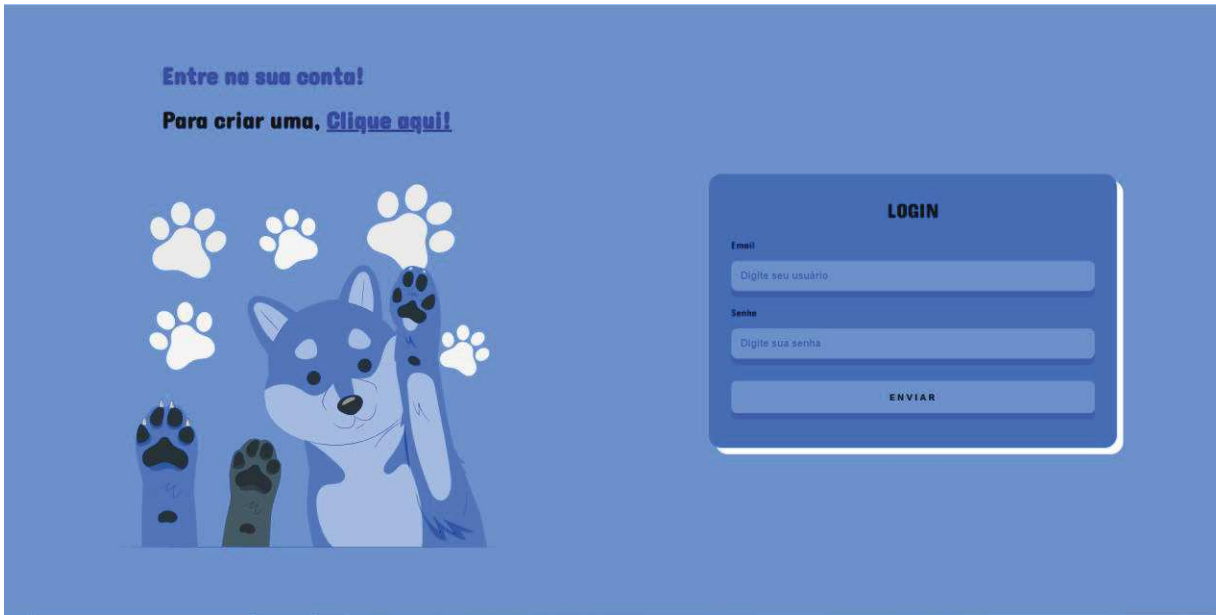 Entre na sua conta!
Para criar uma, Clique aqui!
LOGIN
Email
Digite seu usuário
Senha
Digite sua senha
ENVIAR